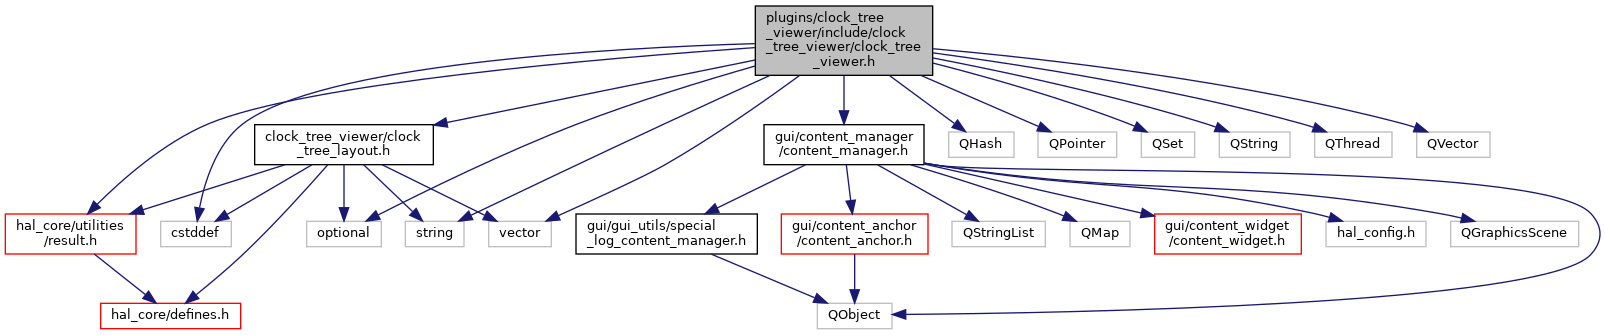 plugins/clock_tree
_viewer/include/clock
_tree_viewer/clock_tree
_viewer.h
clock_tree_viewer/clock
_tree_layout.h
gui/content_manager
/content_manager.h
QHash
QPointer
QSet
QString
QThread
QVector
hal_core/utilities
/result.h
cstddef
optional
string
vector
gui/gui_utils/special
_log_content_manager.h
gui/content_anchor
/content_anchor.h
QStringList
QMap
gui/content_widget
/content_widget.h
hal_config.h
QGraphicsScene
hal_core/defines.h
QObject